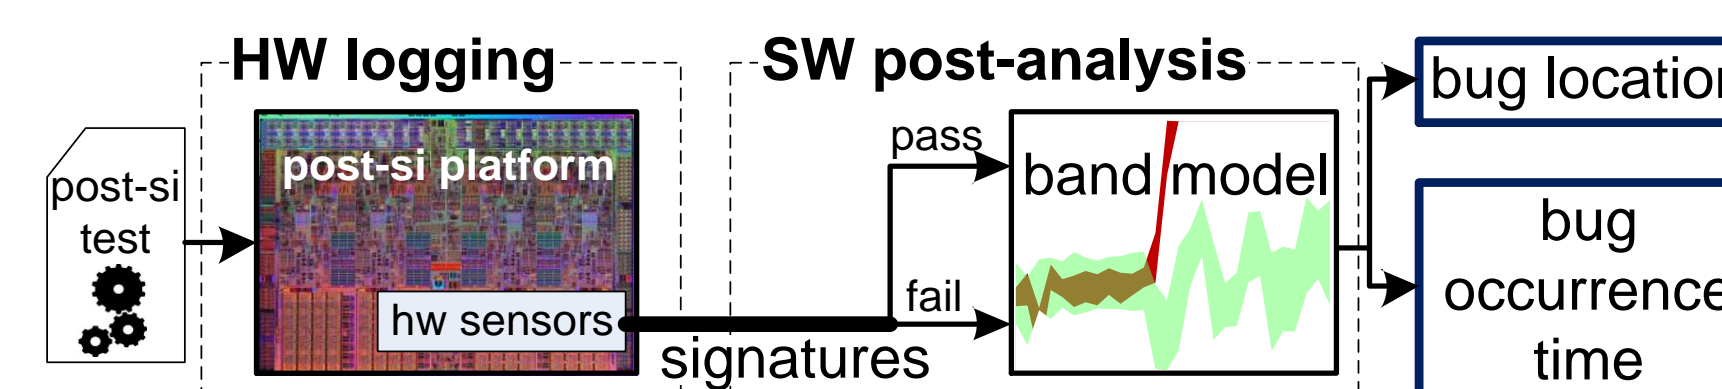 HW logging
SW post-analysis
post-si
test
post-si platform
hw sensors
signatures
pass
fail
band model
bug location
bug
occurrence
time